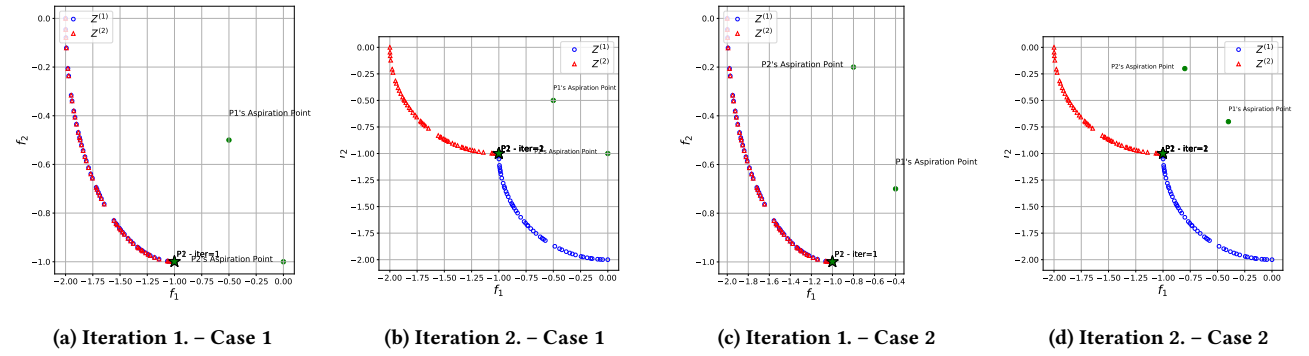 0.0
−0.2
−0.4
−0.6
−0.8
−1.0
f2
Z(1)
Z(2)
P1's Aspiration Point
P2 - iter=1
P2's Aspiration Point
−2.00 −1.75 −1.50 −1.25 −1.00 −0.75 −0.50 −0.25 0.00
f1
(a) Iteration 1. – Case 1
0.00
−0.25
−0.50
−0.75
−1.00
−1.25
−1.50
−1.75
−2.00
Z(1)
Z(2)
P1's Aspiration Point
P2 - iter=2
P2's Aspiration Point
−2.00 −1.75 −1.50 −1.25 −1.00 −0.75 −0.50 −0.25 0.00
f1
(b) Iteration 2. – Case 1
0.0
−0.2
−0.4
−0.6
−0.8
−1.0
f2
Z(1)
Z(2)
P2's Aspiration Point
P1's Aspiration Point
P2 - iter=1
−2.0 −1.8 −1.6 −1.4 −1.2 −1.0 −0.8 −0.6 −0.4
f1
(c) Iteration 1. – Case 2
0.00
−0.25
−0.50
−0.75
−1.00
−1.25
−1.50
−1.75
−2.00
Z(1)
Z(2)
P2's Aspiration Point
P1's Aspiration Point
P2 - iter=2
−2.00 −1.75 −1.50 −1.25 −1.00 −0.75 −0.50 −0.25 0.00
f1
(d) Iteration 2. – Case 2